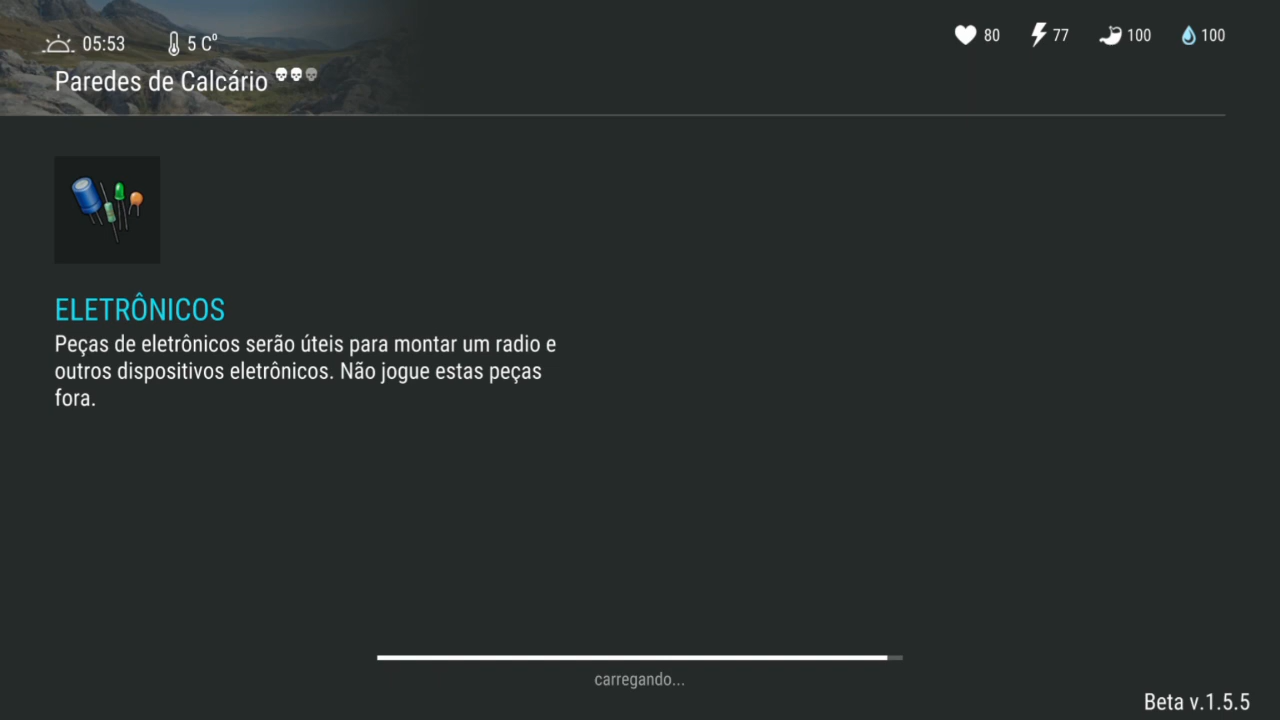 05:53
5 Cº
80
77
100
100
Paredes de Calcário
ELETRÔNICOS
Peças de eletrônicos serão úteis para montar um radio e
outros dispositivos eletrônicos. Não jogue estas peças
fora.
carregando...
Beta v.1.5.5